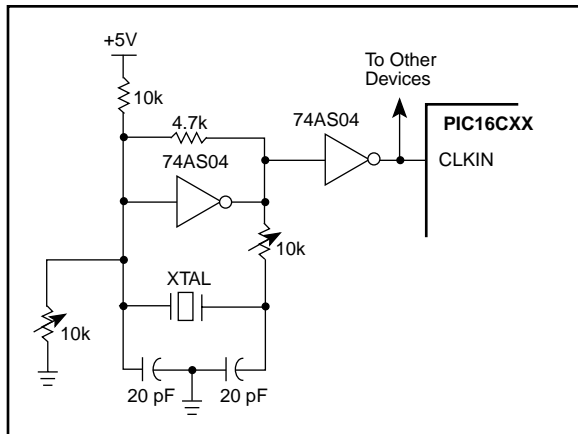 +5V
To Other
Devices
10k
4.7k
74AS04
PIC16CXX
74AS04
CLKIN
10k
XTAL
10k
20 pF
20 pF